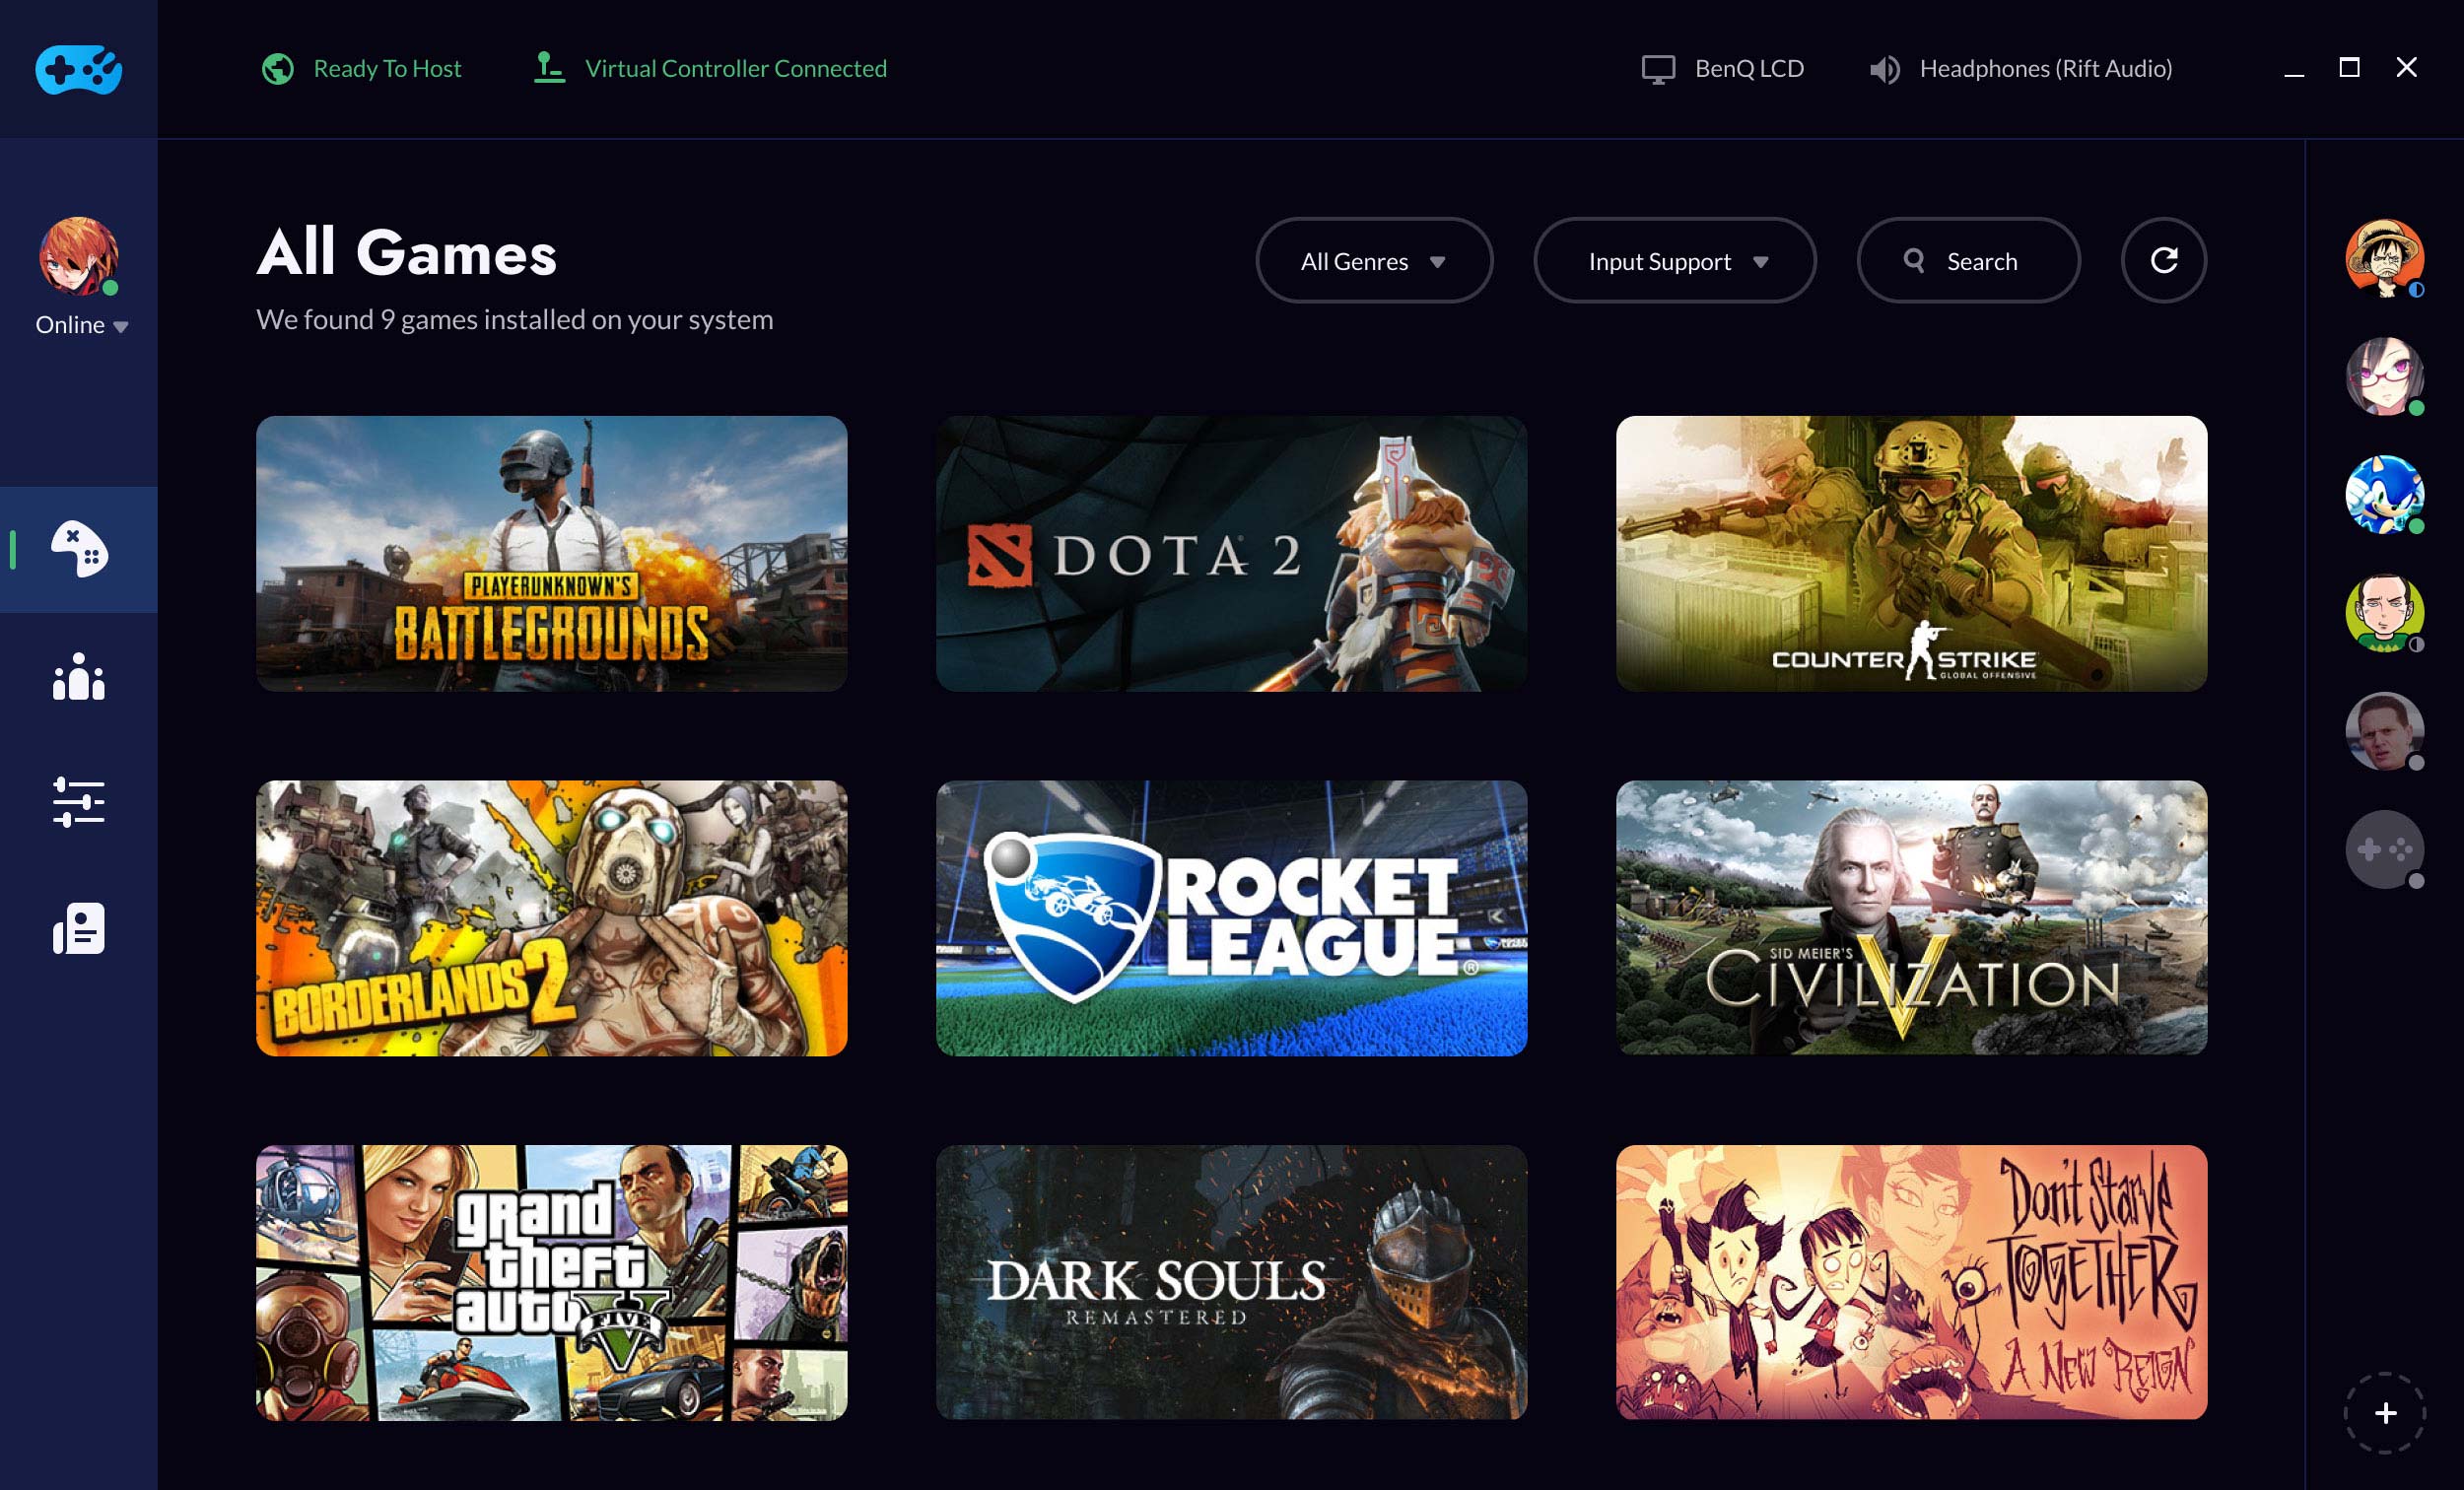 Ready To Host
Virtual Controller Connected
BenQ LCD
Headphones (Rift Audio)
Online
All Games
We found 9 games installed on your system
All Genres
Input Support
Search
PLAYERUNKNOWN'S
BATTLEGROUNDS
DOTA 2
COUNTER STRIKE
GLOBAL OFFENSIVE
BORDERLANDS 2
ROCKET
LEAGUE®
SID MEIER'S
CIVILIZATION
V
grand
theft
auto V
FIVE
DARK SOULS
REMASTERED
Don't Starve
TOGETHER
A NEW REIGN